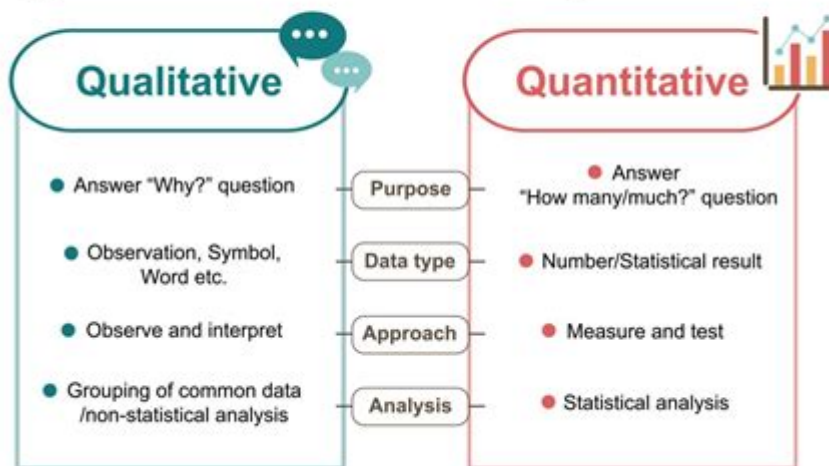 Qualitative
Quantitative
Answer “Why?” question
Purpose
Answer
“How many/much?” question
Observation, Symbol,
Word etc.
Data type
Number/Statistical result
Observe and interpret
Approach
Measure and test
Grouping of common data
/non-statistical analysis
Analysis
Statistical analysis